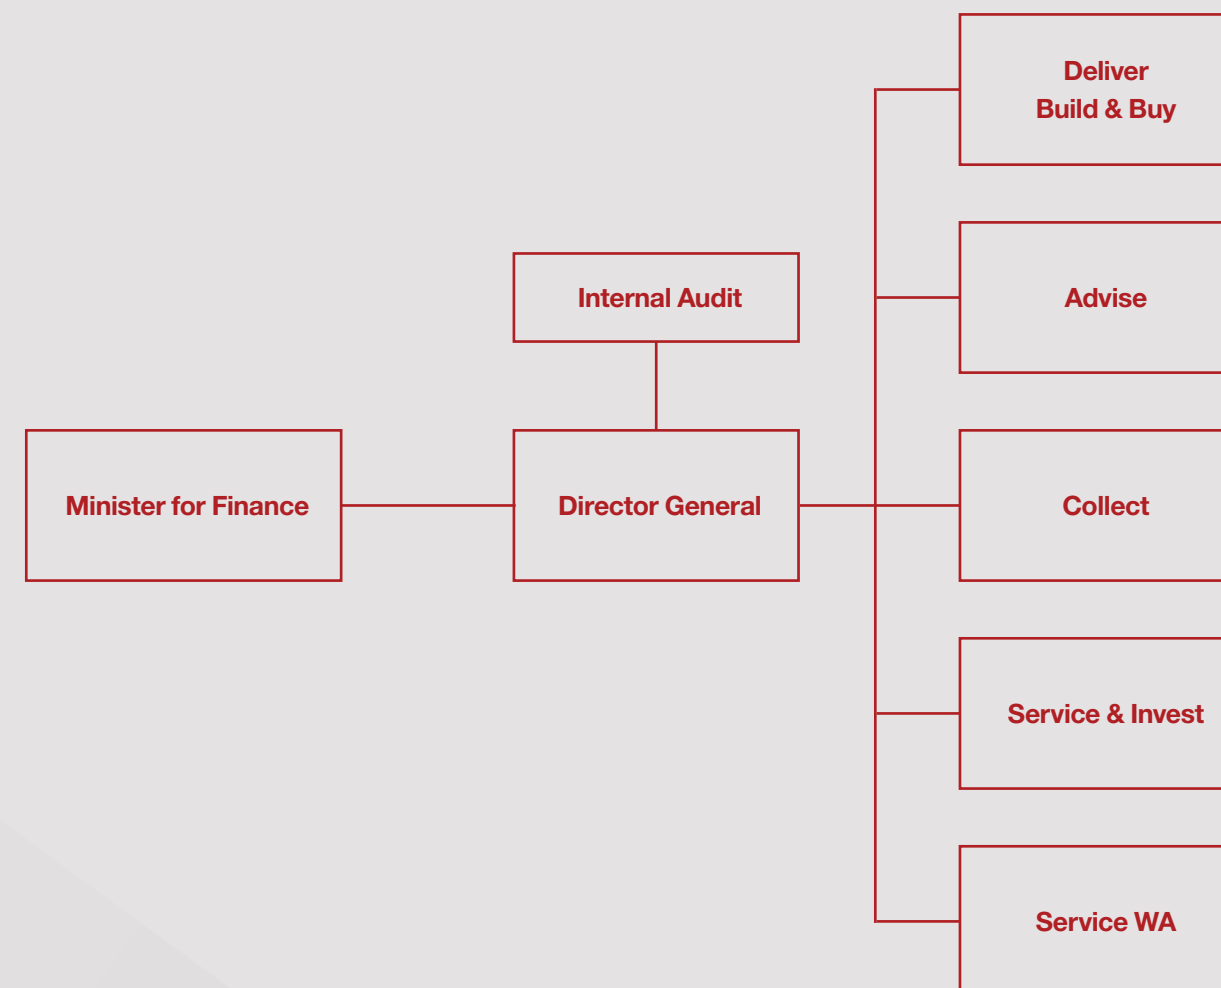 Deliver
Build & Buy
Internal Audit
Advise
Minister for Finance
Director General
Collect
Service & Invest
Service WA